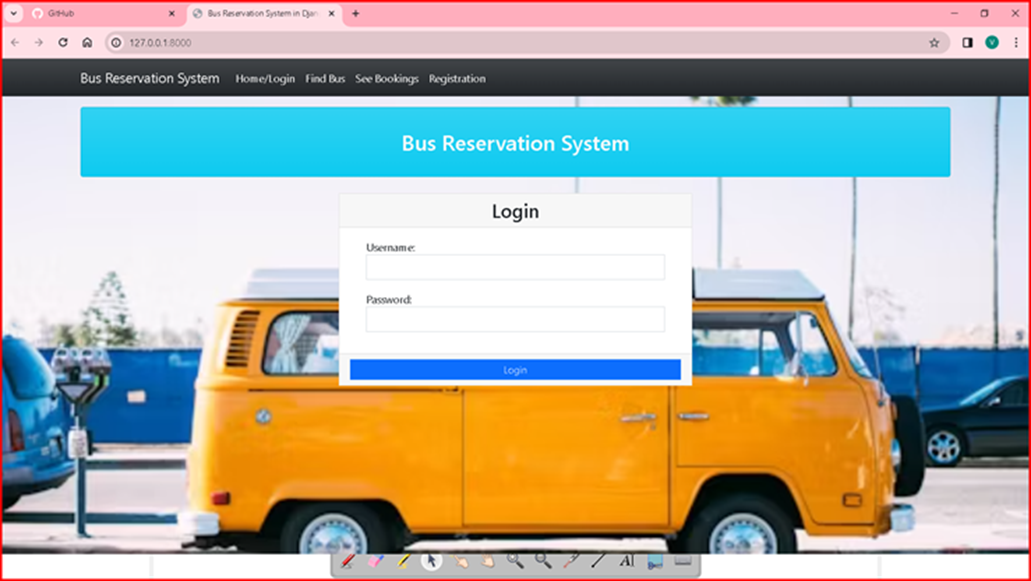 GitHub
Bus Reservation System in Djan
127.0.0.1:8000
V
Bus Reservation System Home/Login Find Bus See Bookings Registration
Bus Reservation System
Login
Username:
Password:
Login
AI